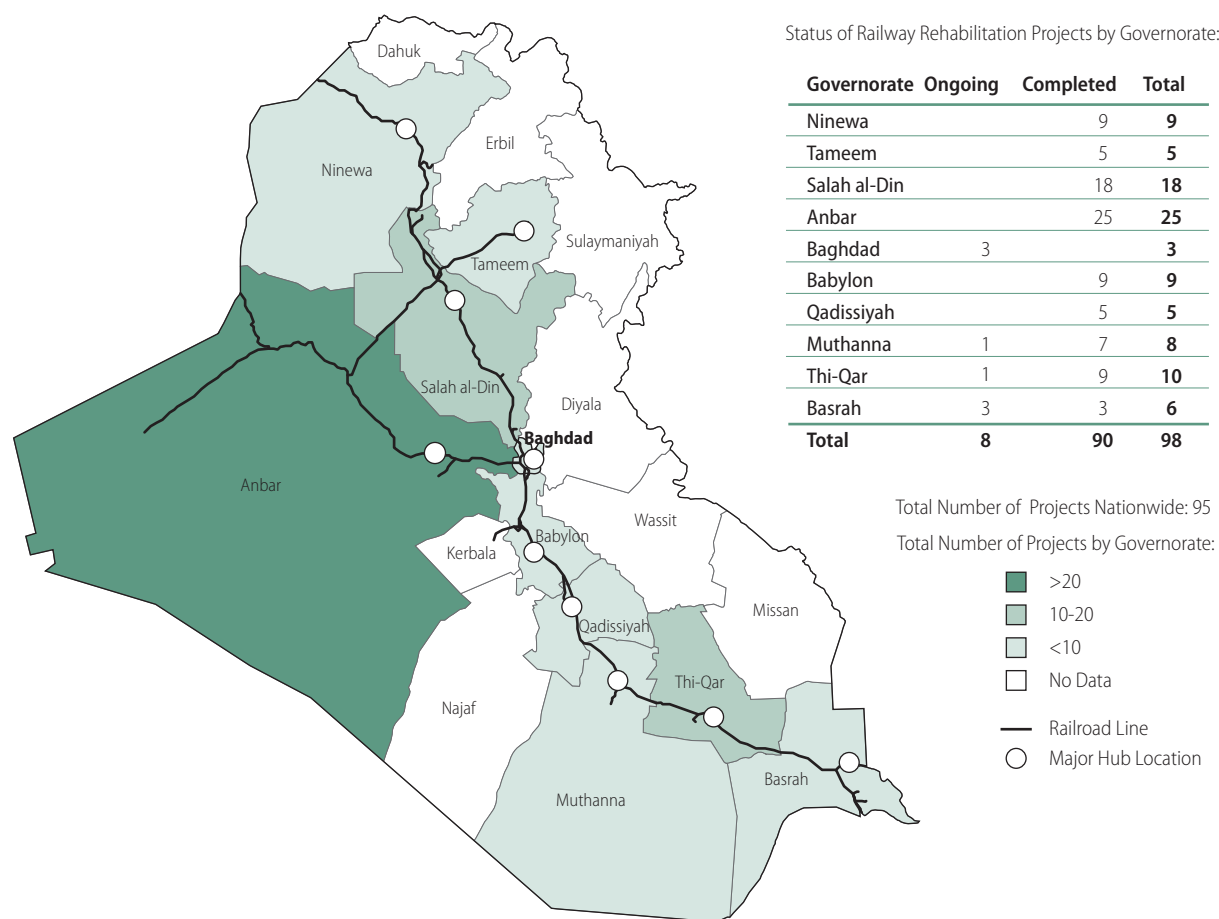 Dahuk
Erbil
Ninewa
Sulaymaniyah
Tameem
Salah al-Din
Diyala
Baghdad
Anbar
Wassit
Babylon
Kerbala
Missan
Qadissiyah
Thi-Qar
Najaf
Basrah
Muthanna
Status of Railway Rehabilitation Projects by Governorate:
Governorate Ongoing Completed Total
Ninewa 9 9
Tameem 5 5
Salah al-Din 18 18
Anbar 25 25
Baghdad 3 3
Babylon 9 9
Qadissiyah 5 5
Muthanna 1 7 8
Thi-Qar 1 9 10
Basrah 3 3 6
Total 8 90 98
Total Number of Projects Nationwide: 95
Total Number of Projects by Governorate:
>20
10-20
<10
No Data
Railroad Line
Major Hub Location